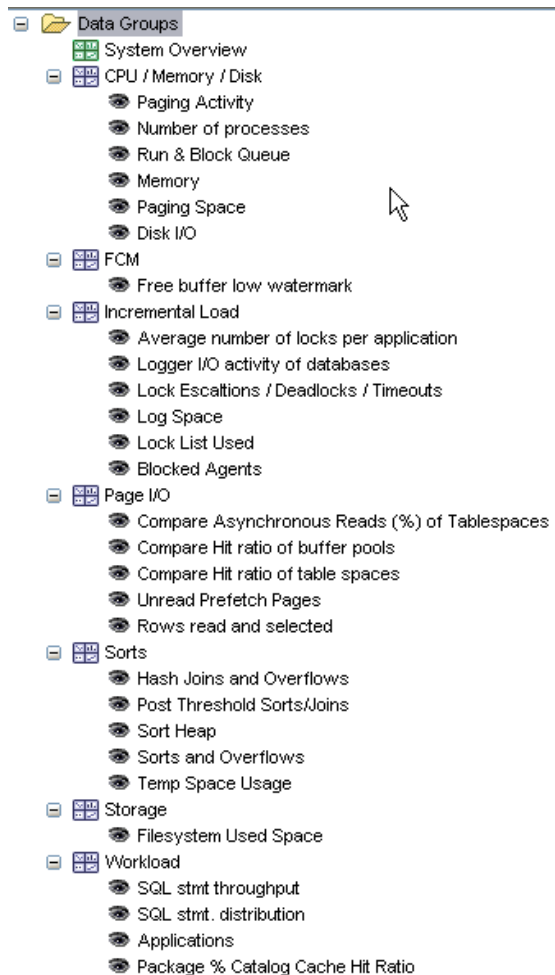 Data Groups
System Overview
CPU / Memory / Disk
Paging Activity
Number of processes
Run & Block Queue
Memory
Paging Space
Disk I/O
FCM
Free buffer low watermark
Incremental Load
Average number of locks per application
Logger I/O activity of databases
Lock Escaltions / Deadlocks / Timeouts
Log Space
Lock List Used
Blocked Agents
Page I/O
Compare Asynchronous Reads (%) of Tablespaces
Compare Hit ratio of buffer pools
Compare Hit ratio of table spaces
Unread Prefetch Pages
Rows read and selected
Sorts
Hash Joins and Overflows
Post Threshold Sorts/Joins
Sort Heap
Sorts and Overflows
Temp Space Usage
Storage
Filesystem Used Space
Workload
SQL stmt throughput
SQL stmt. distribution
Applications
Package % Catalog Cache Hit Ratio